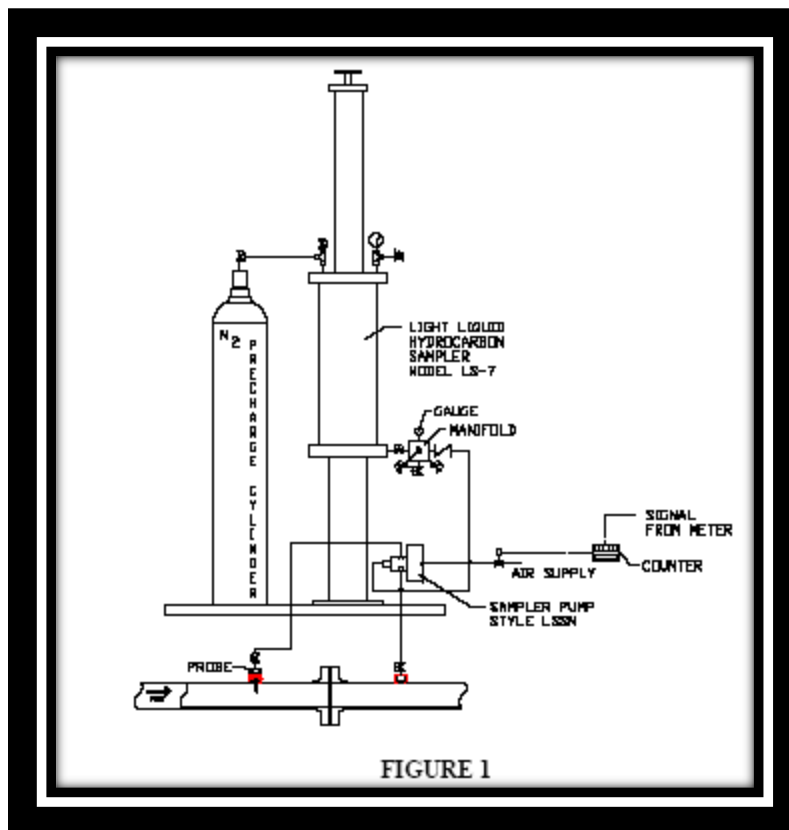 N2
PRECHARGE CYLINDER
LIGHT LIQUID
HYDROCARBON
SAMPLER
MODEL LS-7
GAUGE
MANIFOLD
SIGNAL
FROM METER
COUNTER
AIR SUPPLY
SAMPLER PUMP
STYLE LSSN
PROBE
FIGURE 1